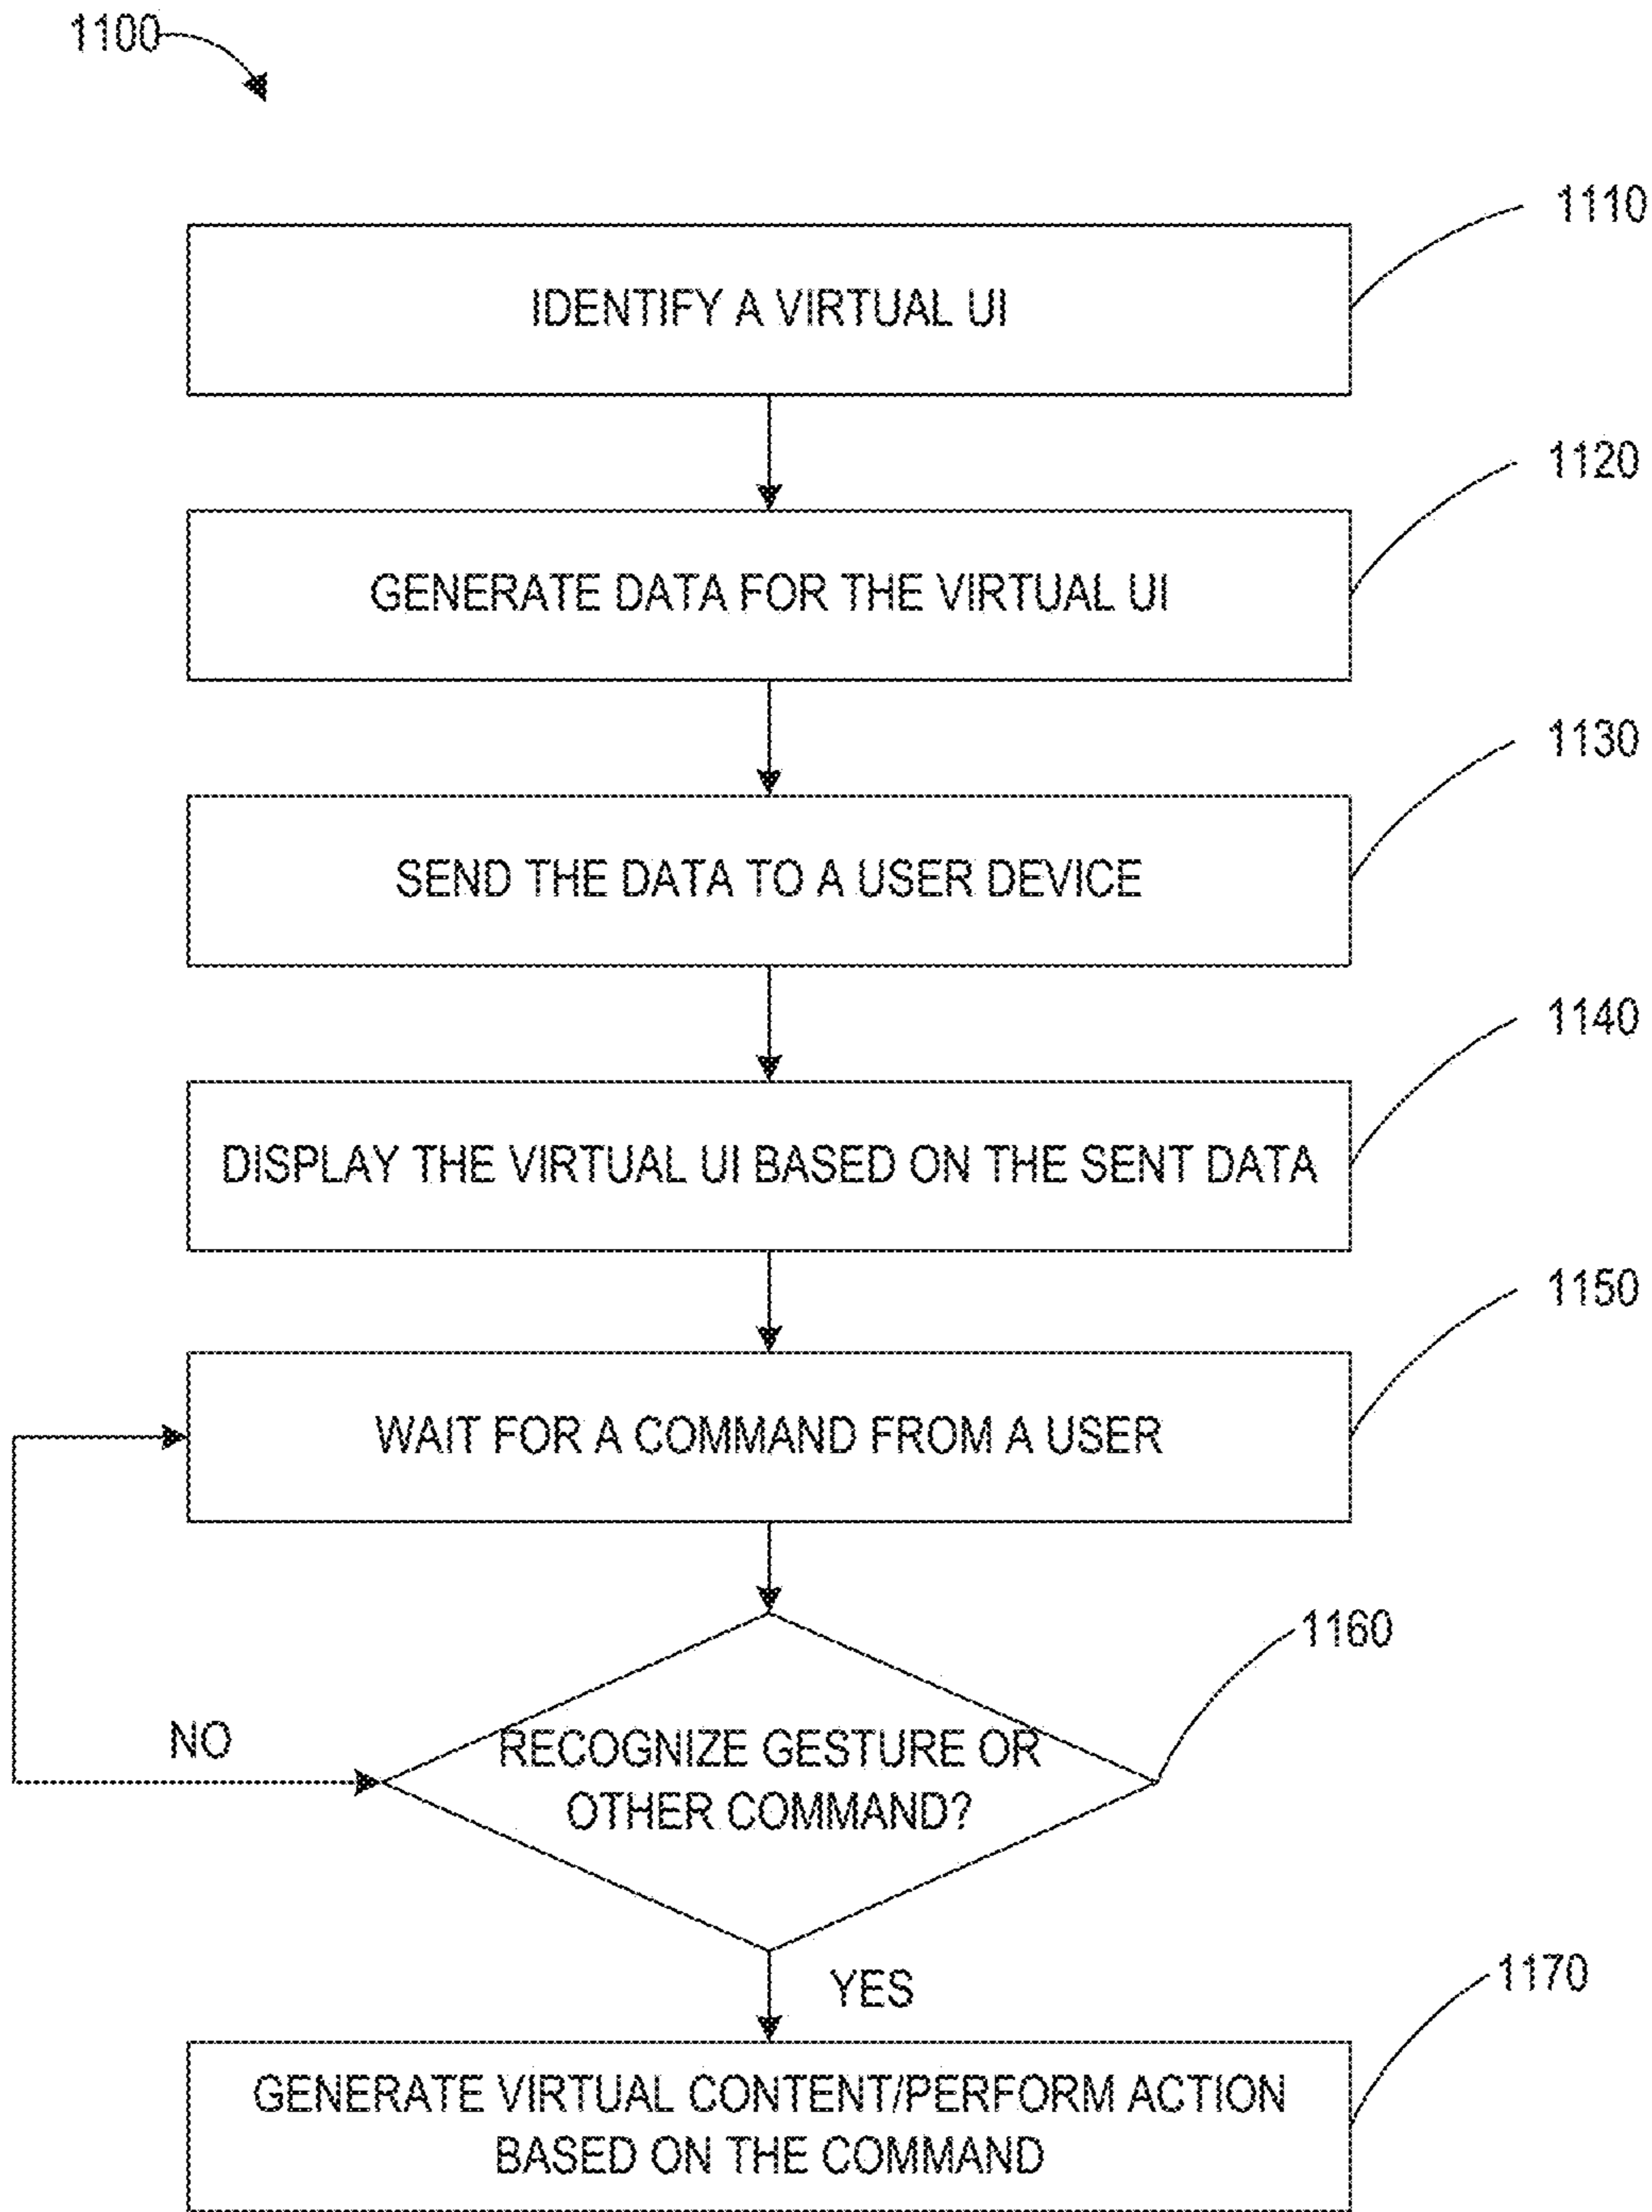 1100
1110
IDENTIFY A VIRTUAL UI
1120
GENERATE DATA FOR THE VIRTUAL UI
1130
SEND THE DATA TO A USER DEVICE
1140
DISPLAY THE VIRTUAL UI BASED ON THE SENT DATA
1150
WAIT FOR A COMMAND FROM A USER
1160
NO
RECOGNIZE GESTURE OR
OTHER COMMAND?
YES
1170
GENERATE VIRTUAL CONTENT/PERFORM ACTION
BASED ON THE COMMAND